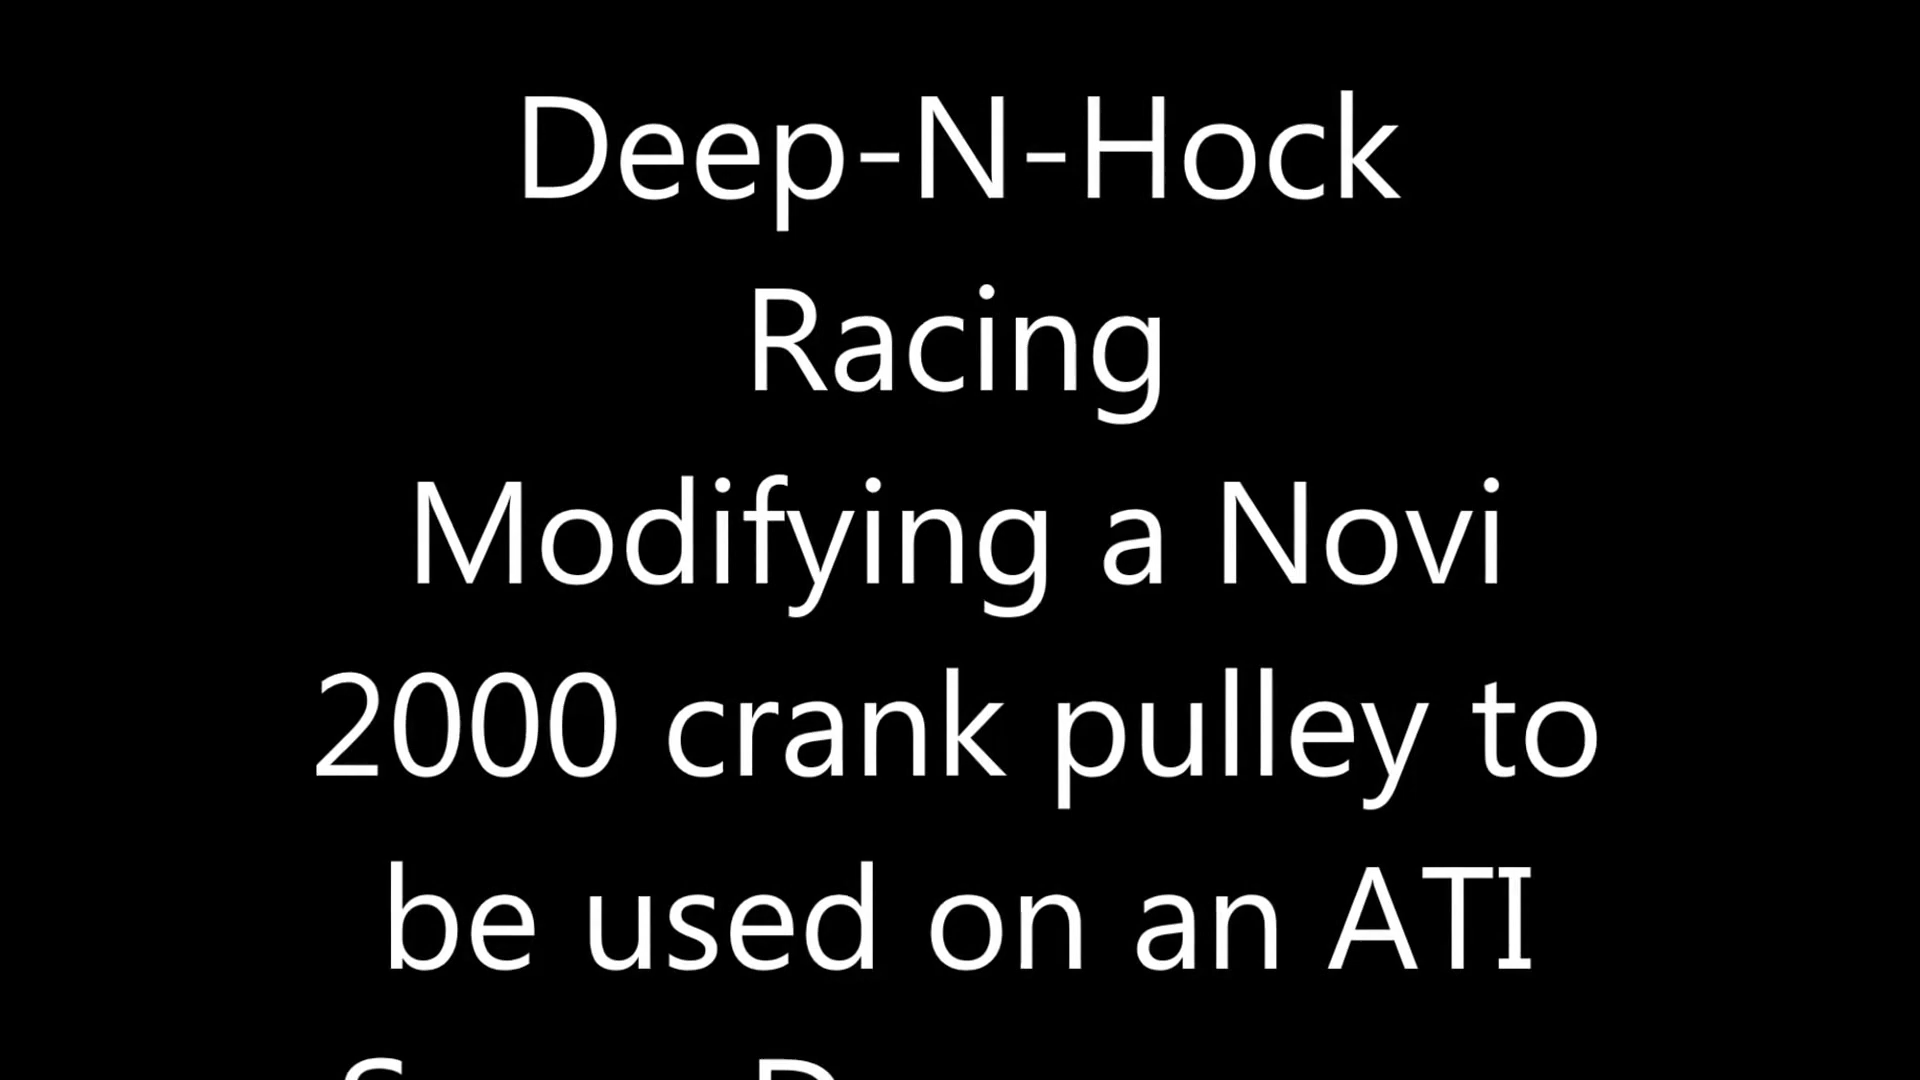 Deep-N-Hock
Racing
Modifying a Novi
2000 crank pulley to
be used on an ATI